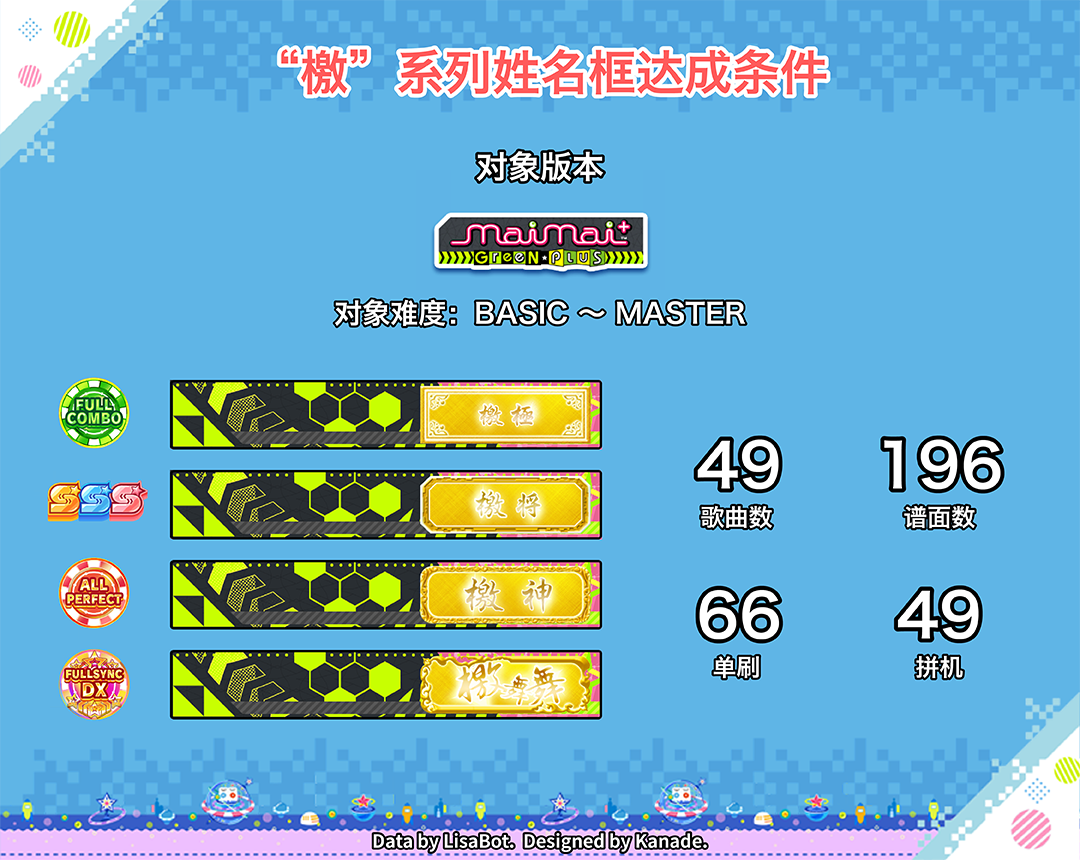 “檄”系列姓名框达成条件
对象版本
maimai+
GreeN★PLUS
对象难度：BASIC ～ MASTER
FULL
COMBO
檄極
SSS
檄将
ALL
PERFECT
檄神
FULLSYNC
DX
檄舞舞
49
歌曲数
196
谱面数
66
单刷
49
拼机
Data by LisaBot. Designed by Kanade.